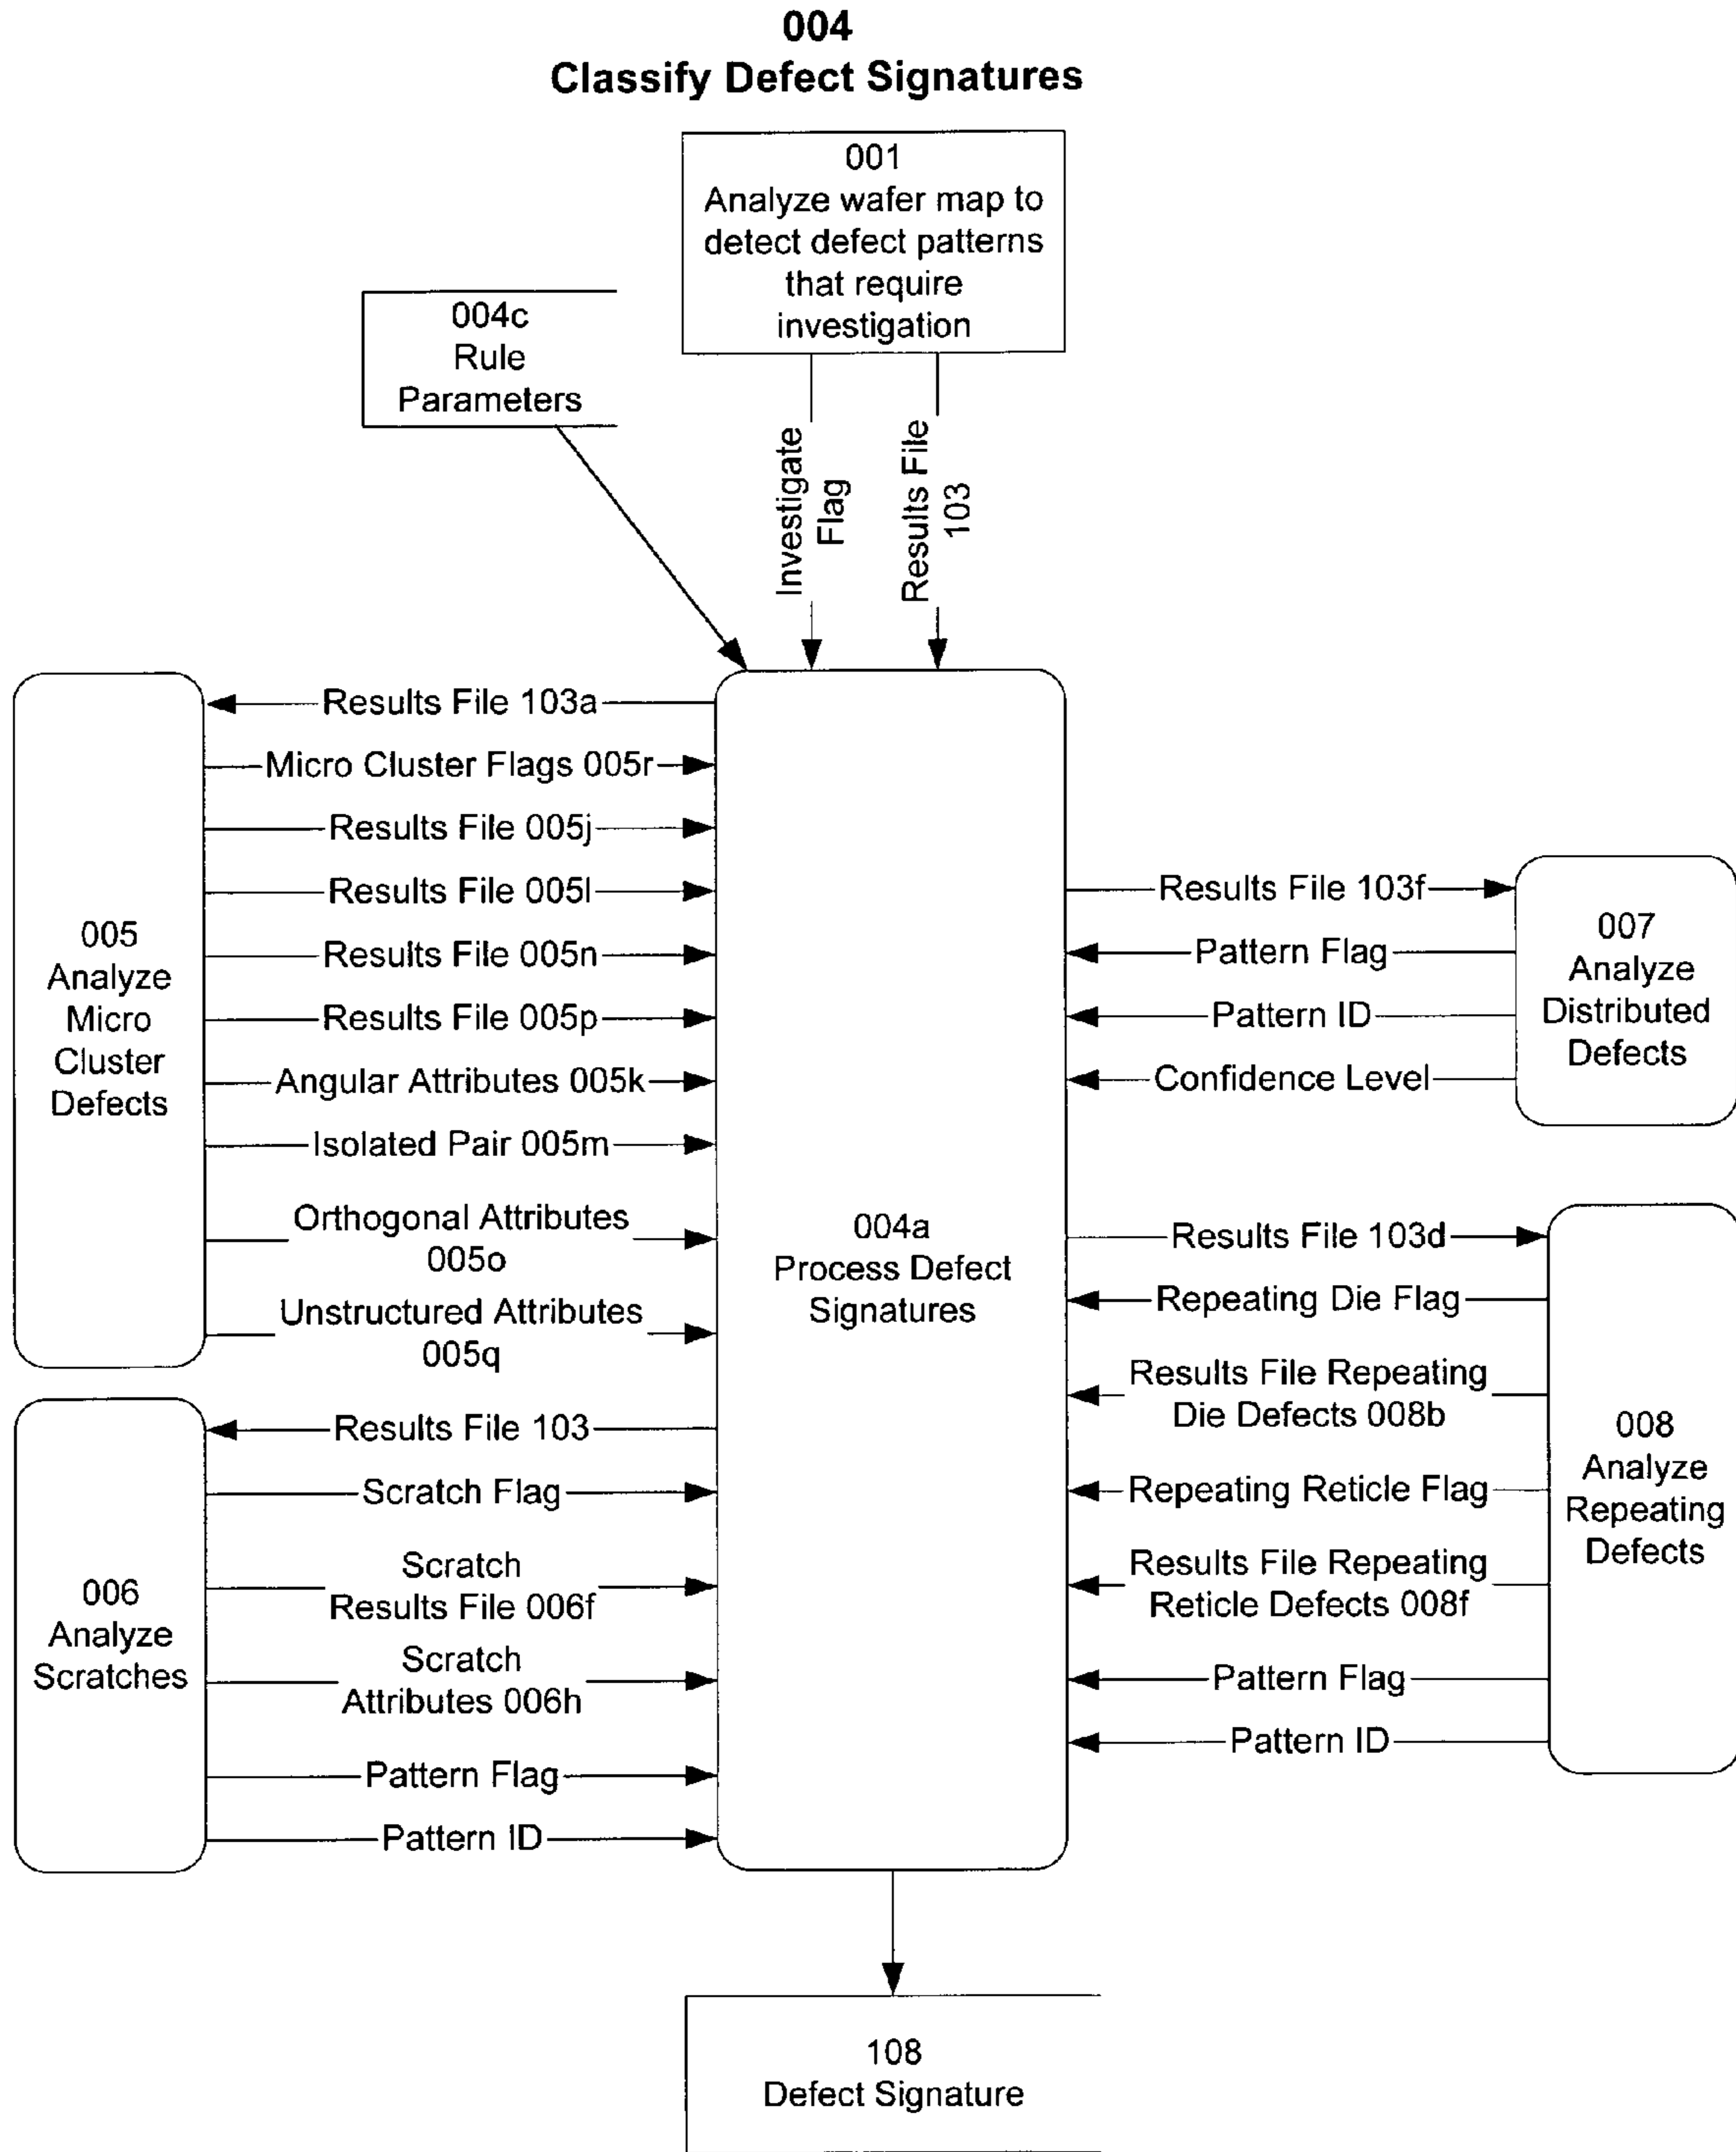 004
Classify Defect Signatures
001
Analyze wafer map to
detect defect patterns
that require
investigation
004c
Rule
Parameters
Investigate
Flag
Results File
103
005
Analyze
Micro
Cluster
Defects
Results File 103a
Micro Cluster Flags 005r
Results File 005j
Results File 005l
Results File 005n
Results File 005p
Angular Attributes 005k
Isolated Pair 005m
Orthogonal Attributes
005o
Unstructured Attributes
005q
006
Analyze
Scratches
Results File 103
Scratch Flag
Scratch
Results File 006f
Scratch
Attributes 006h
Pattern Flag
Pattern ID
004a
Process Defect
Signatures
Results File 103f
Pattern Flag
Pattern ID
Confidence Level
007
Analyze
Distributed
Defects
Results File 103d
Repeating Die Flag
Results File Repeating
Die Defects 008b
Repeating Reticle Flag
Results File Repeating
Reticle Defects 008f
Pattern Flag
Pattern ID
008
Analyze
Repeating
Defects
108
Defect Signature